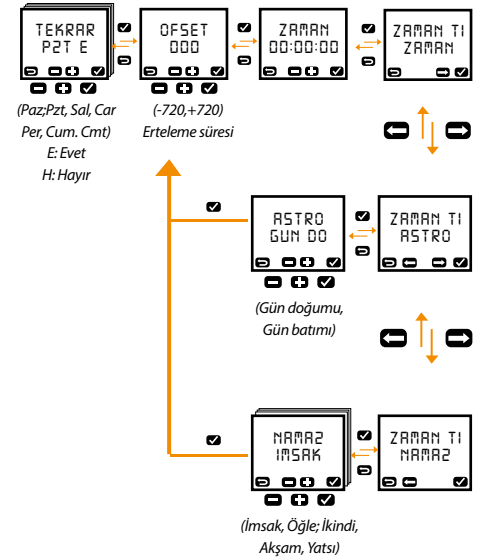 TEKRAR
PZT E
OFSET
000
ZAMAN
00:00:00
ZAMAN TI
ZAMAN
(Paz;Pzt, Sal, Car
Per, Cum. Cmt)
E: Evet
H: Hayır
(-720,+720)
Erteleme süresi
ASTRO
GUN DO
ZAMAN TI
ASTRO
(Gün doğumu,
Gün batımı)
NAMAZ
IMSAK
ZAMAN TI
NAMAZ
(İmsak, Öğle; İkindi,
Akşam, Yatsı)